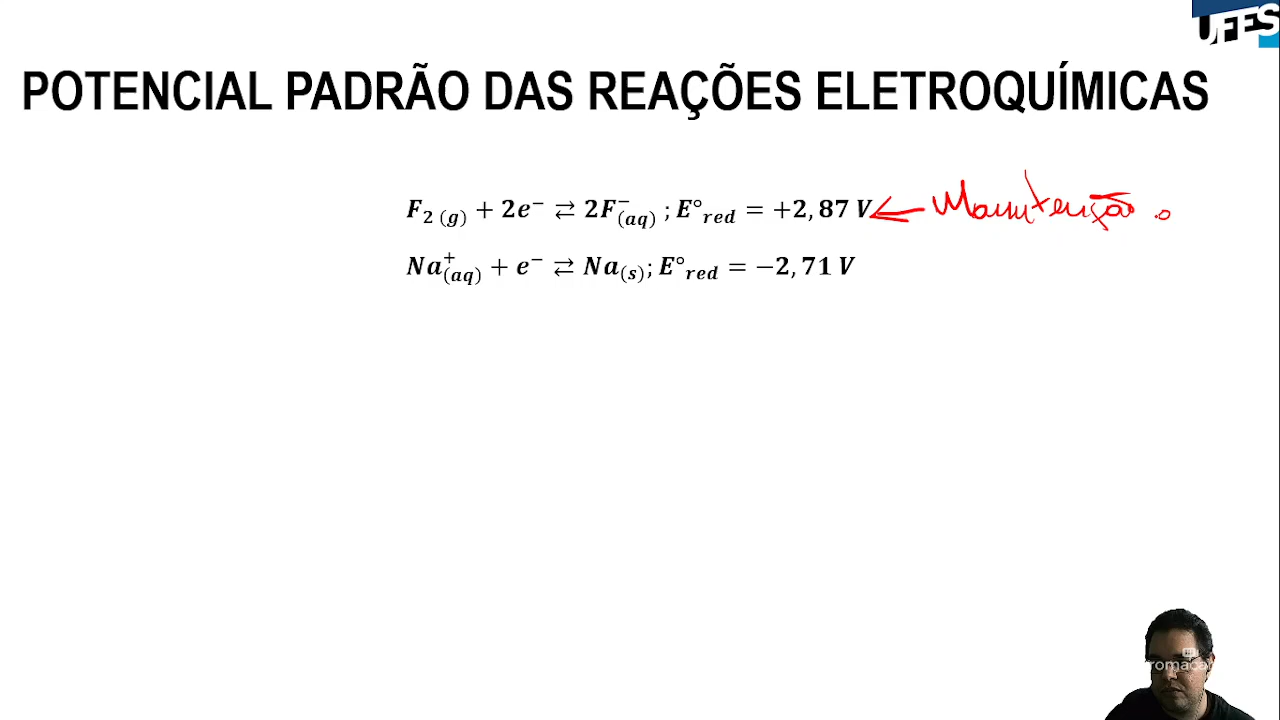 UFES
POTENCIAL PADRÃO DAS REAÇÕES ELETROQUÍMICAS
F₂ (g) + 2e⁻ ⇄ 2F⁻(aq) ; E°red = +2,87 V ← Manutenção
Na⁺(aq) + e⁻ ⇄ Na(s); E°red = −2,71 V